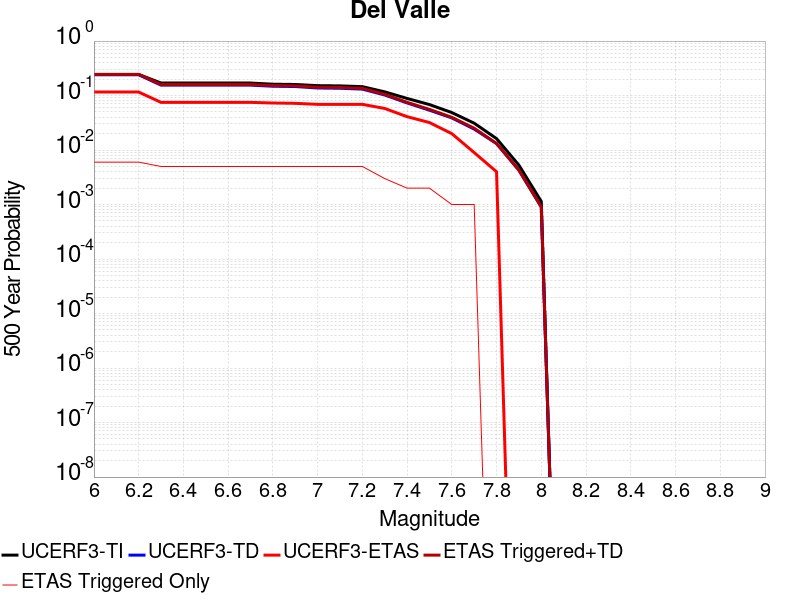 Del Valle
500 Year Probability
10^0
10^-1
10^-2
10^-3
10^-4
10^-5
10^-6
10^-7
10^-8
6 6.2 6.4 6.6 6.8 7 7.2 7.4 7.6 7.8 8 8.2 8.4 8.6 8.8 9
Magnitude
UCERF3-TI UCERF3-TD UCERF3-ETAS ETAS Triggered+TD
ETAS Triggered Only